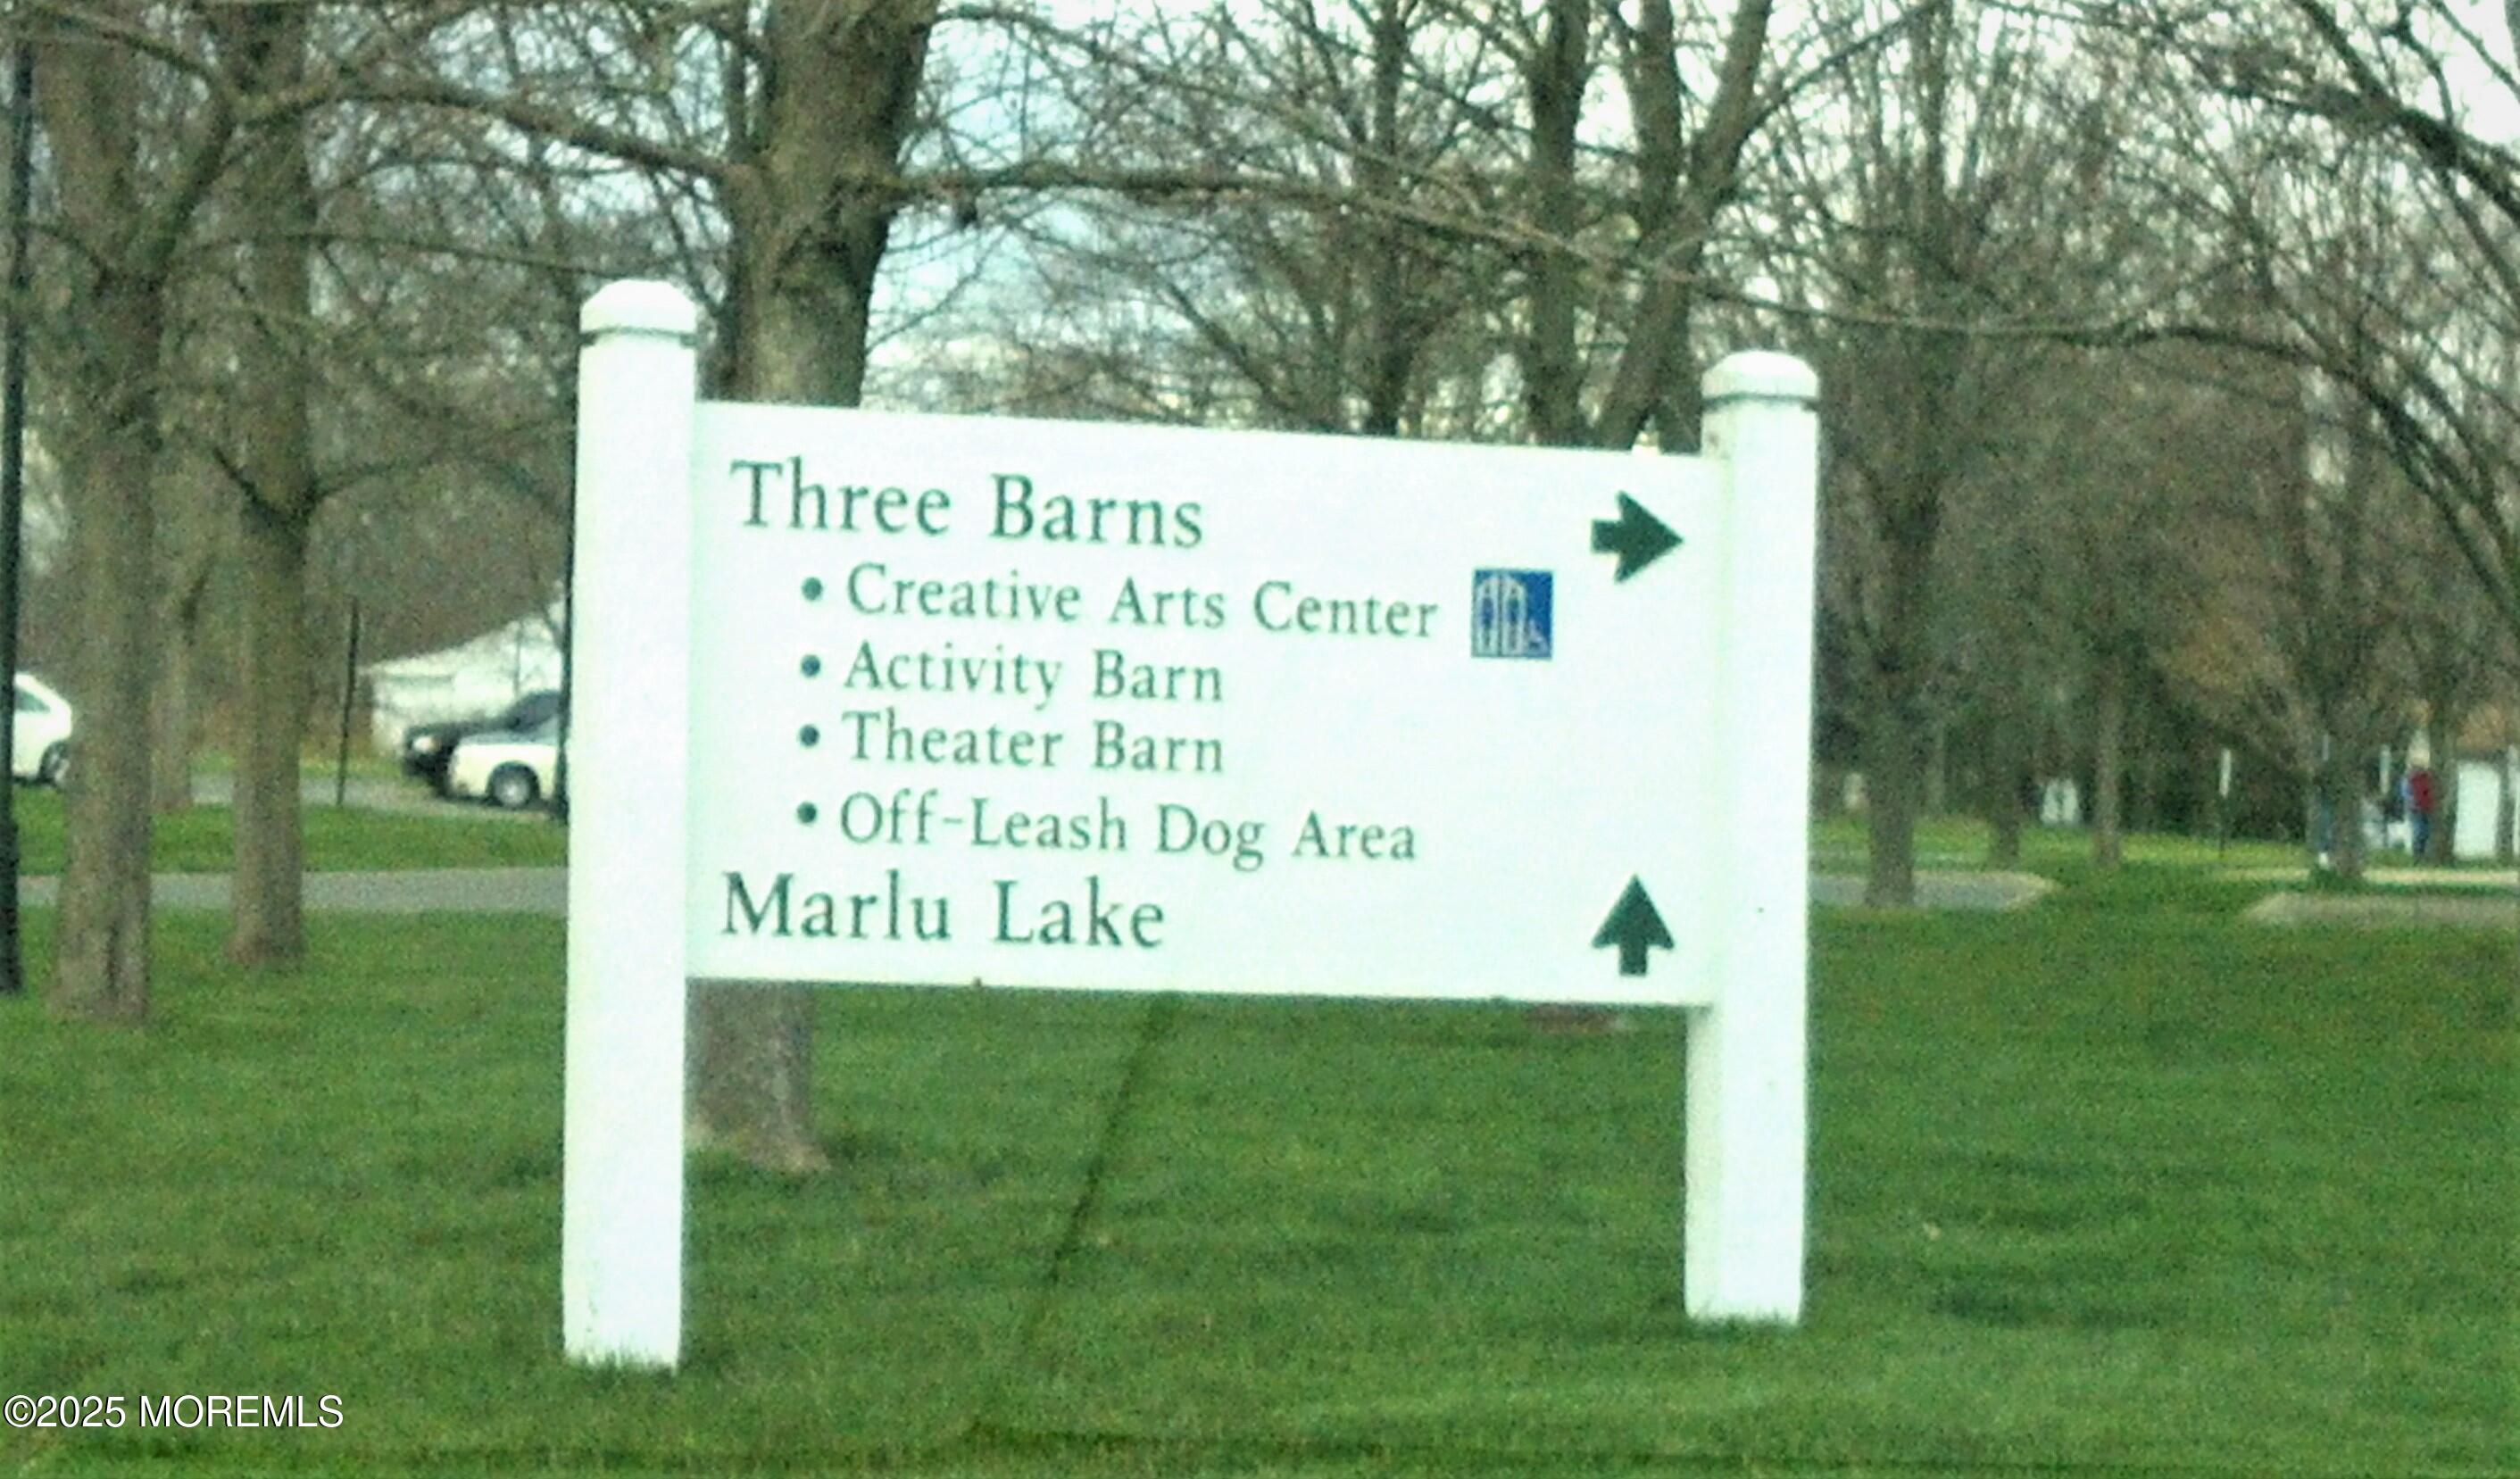 Three Barns
• Creative Arts Center
• Activity Barn
• Theater Barn
• Off-Leash Dog Area
Marlu Lake
©2025 MOREMLS